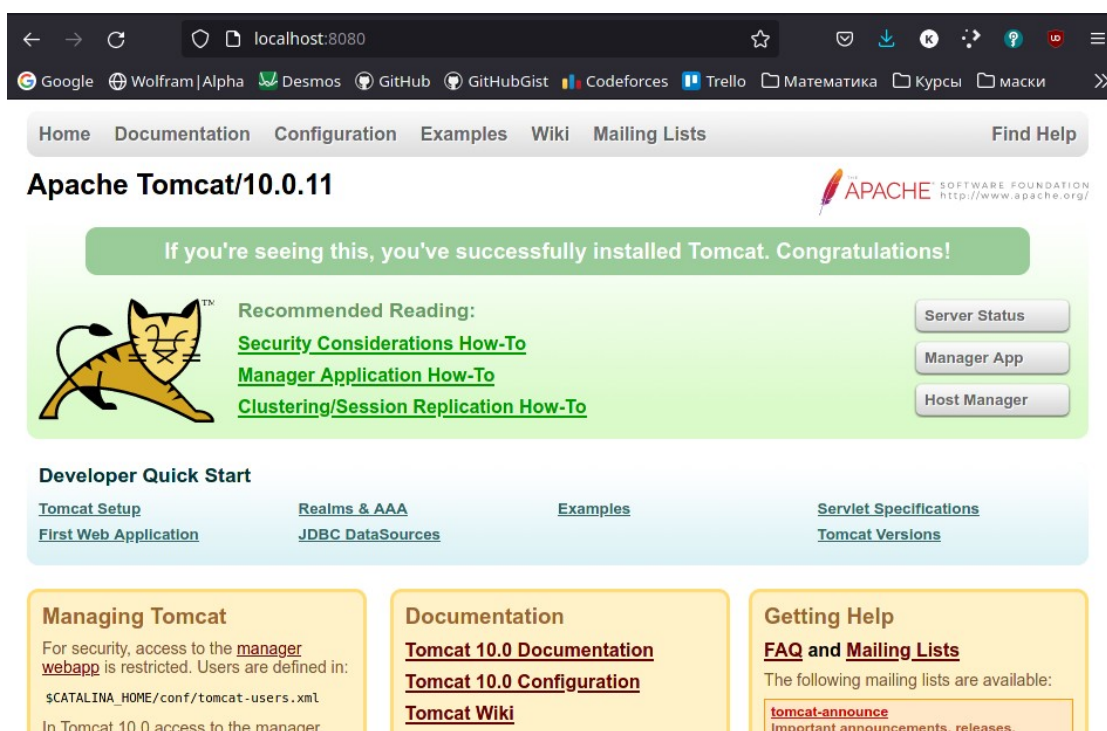 localhost:8080
Google Wolfram|Alpha Desmos GitHub GitHubGist Codeforces Trello Математика Курсы маски
Home Documentation Configuration Examples Wiki Mailing Lists Find Help
Apache Tomcat/10.0.11
THE
APACHE SOFTWARE FOUNDATION
http://www.apache.org/
If you're seeing this, you've successfully installed Tomcat. Congratulations!
TM
Recommended Reading:
Security Considerations How-To
Manager Application How-To
Clustering/Session Replication How-To
Server Status
Manager App
Host Manager
Developer Quick Start
Tomcat Setup
First Web Application
Realms & AAA
JDBC DataSources
Examples
Servlet Specifications
Tomcat Versions
Managing Tomcat
For security, access to the manager
webapp is restricted. Users are defined in:
$CATALINA_HOME/conf/tomcat-users.xml
In Tomcat 10.0 access to the manager
Documentation
Tomcat 10.0 Documentation
Tomcat 10.0 Configuration
Tomcat Wiki
Getting Help
FAQ and Mailing Lists
The following mailing lists are available:
tomcat-announce
Important announcements, releases,